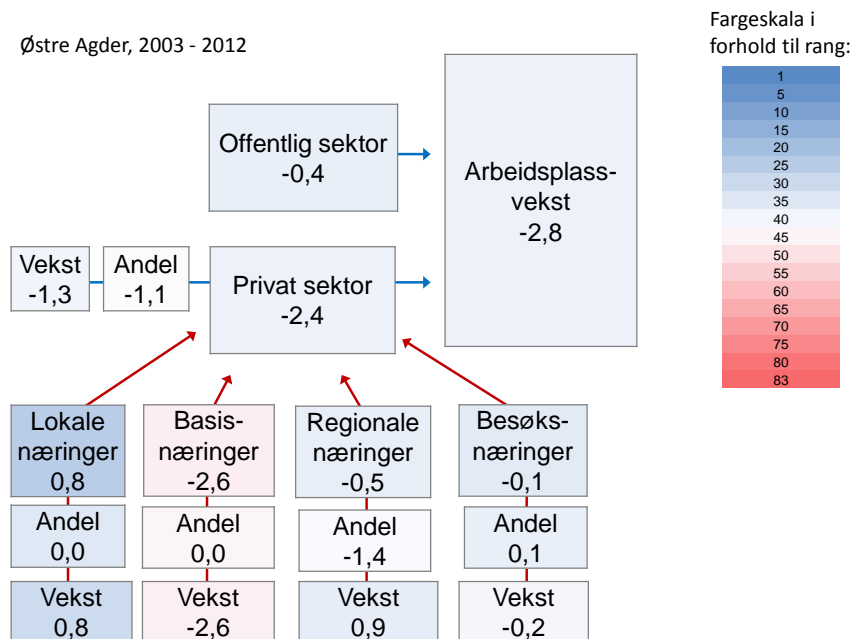 Østre Agder, 2003 - 2012
Fargeskala i
forhold til rang:
1
5
10
15
20
25
30
35
40
45
50
55
60
65
70
75
80
83
Offentlig sektor
-0,4
Arbeidsplass-
vekst
-2,8
Vekst
-1,3
Andel
-1,1
Privat sektor
-2,4
Lokale
næringer
0,8
Basis-
næringer
-2,6
Regionale
næringer
-0,5
Besøks-
næringer
-0,1
Andel
0,0
Andel
0,0
Andel
-1,4
Andel
0,1
Vekst
0,8
Vekst
-2,6
Vekst
0,9
Vekst
-0,2